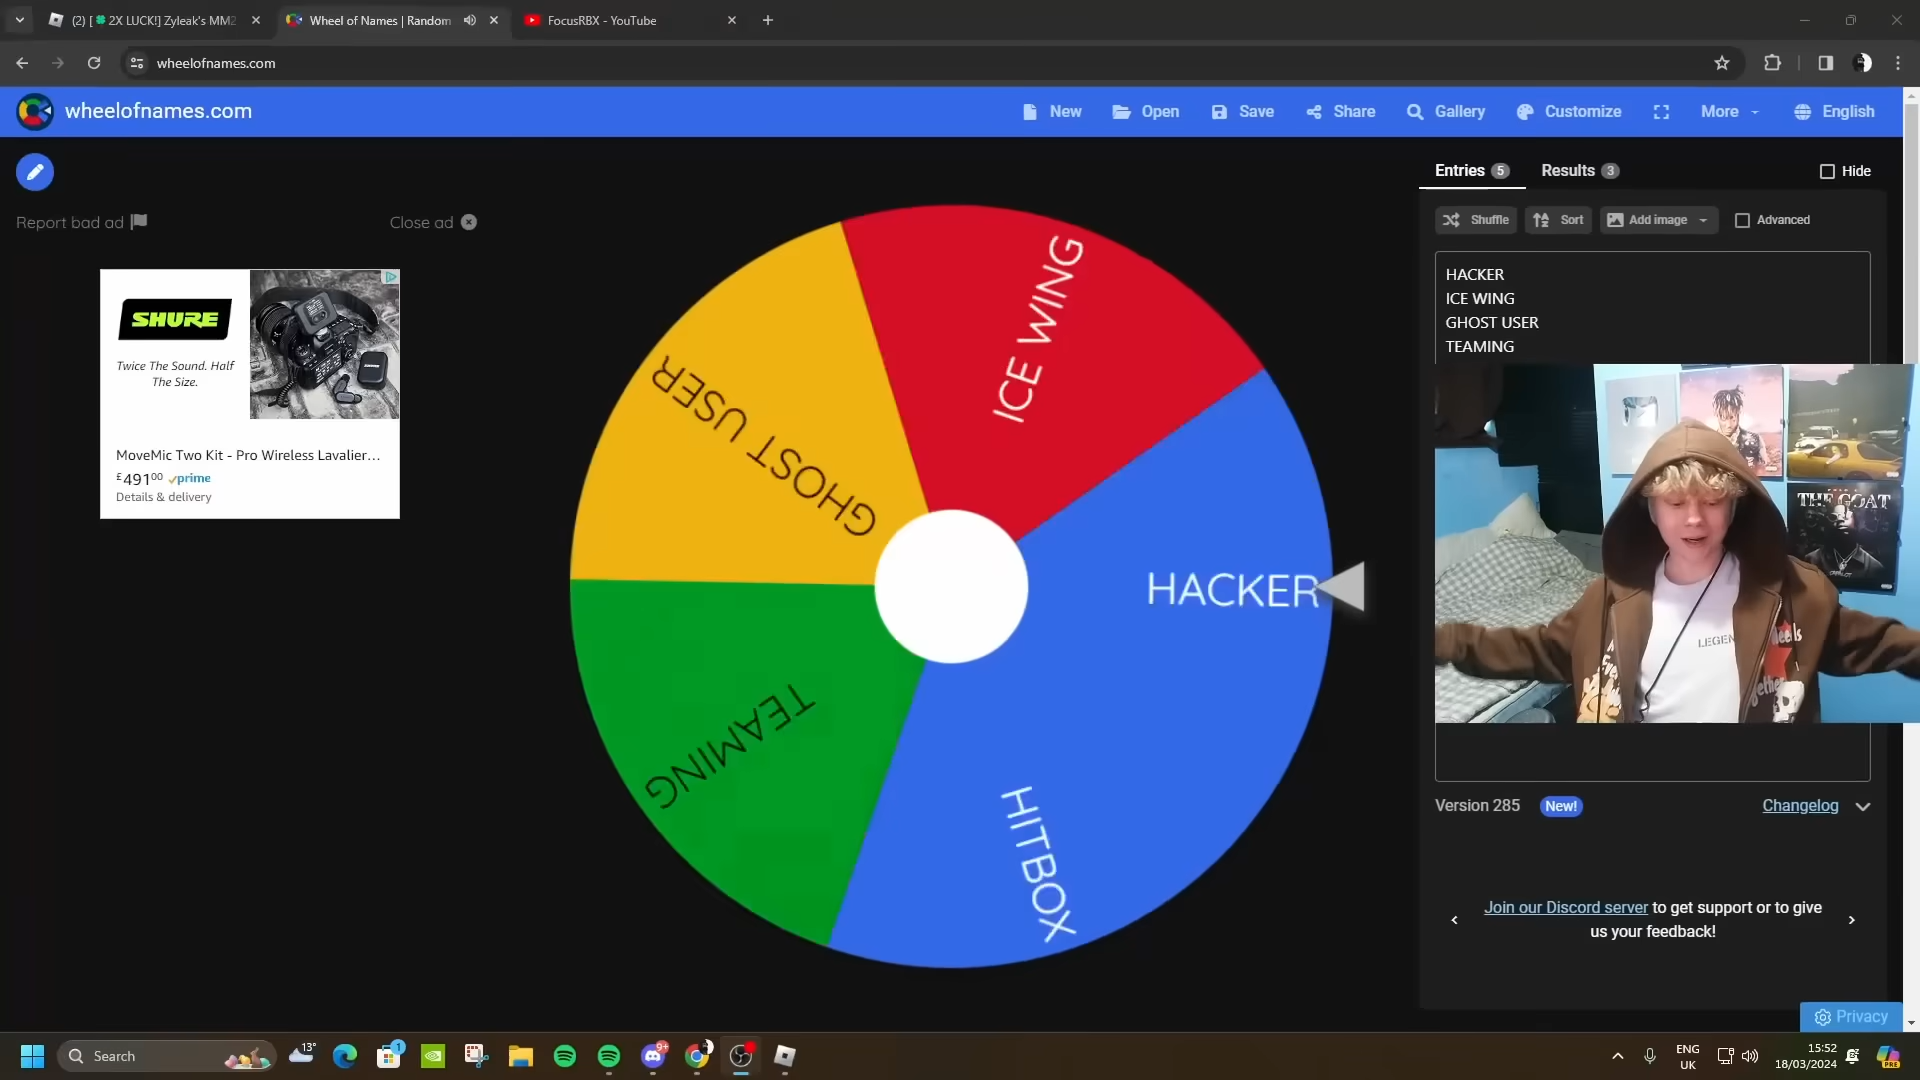 (2) [🍀2X LUCK!] Zyleak's MM2
Wheel of Names | Random
FocusRBX - YouTube
wheelofnames.com
wheelofnames.com
New
Open
Save
Share
Gallery
Customize
More
English
Report bad ad
Close ad
SHURE
Twice The Sound. Half
The Size.
MoveMic Two Kit - Pro Wireless Lavalier...
£491⁰⁰ prime
Details & delivery
ICE WING
GHOST USER
HACKER
TEAMING
HITBOX
Entries 5
Results 3
Hide
Shuffle
Sort
Add image
Advanced
HACKER
ICE WING
GHOST USER
TEAMING
THE GOAT
LEGEN
Version 285
New!
Changelog
Join our Discord server to get support or to give
us your feedback!
Privacy
Search
13°
1
9+
ENG
UK
15:52
18/03/2024
PRE